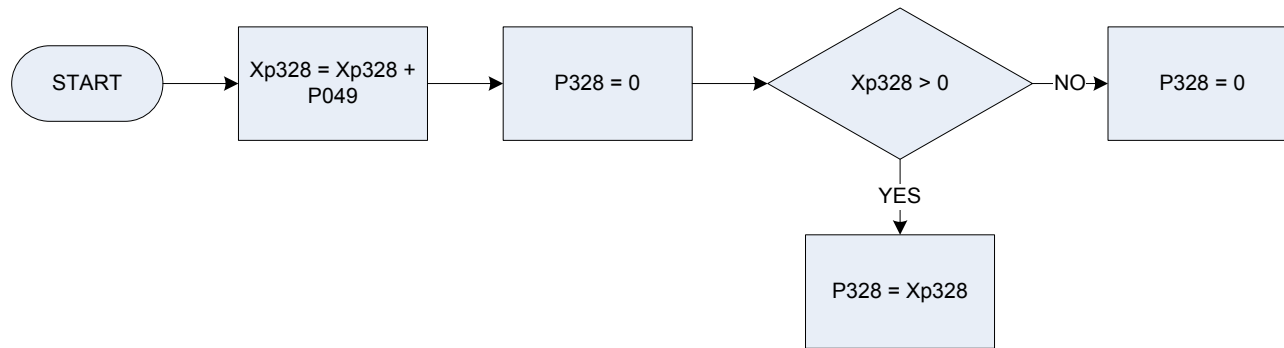 START
Xp328 = Xp328 +
P049
P328 = 0
Xp328 > 0
NO
P328 = 0
YES
P328 = Xp328